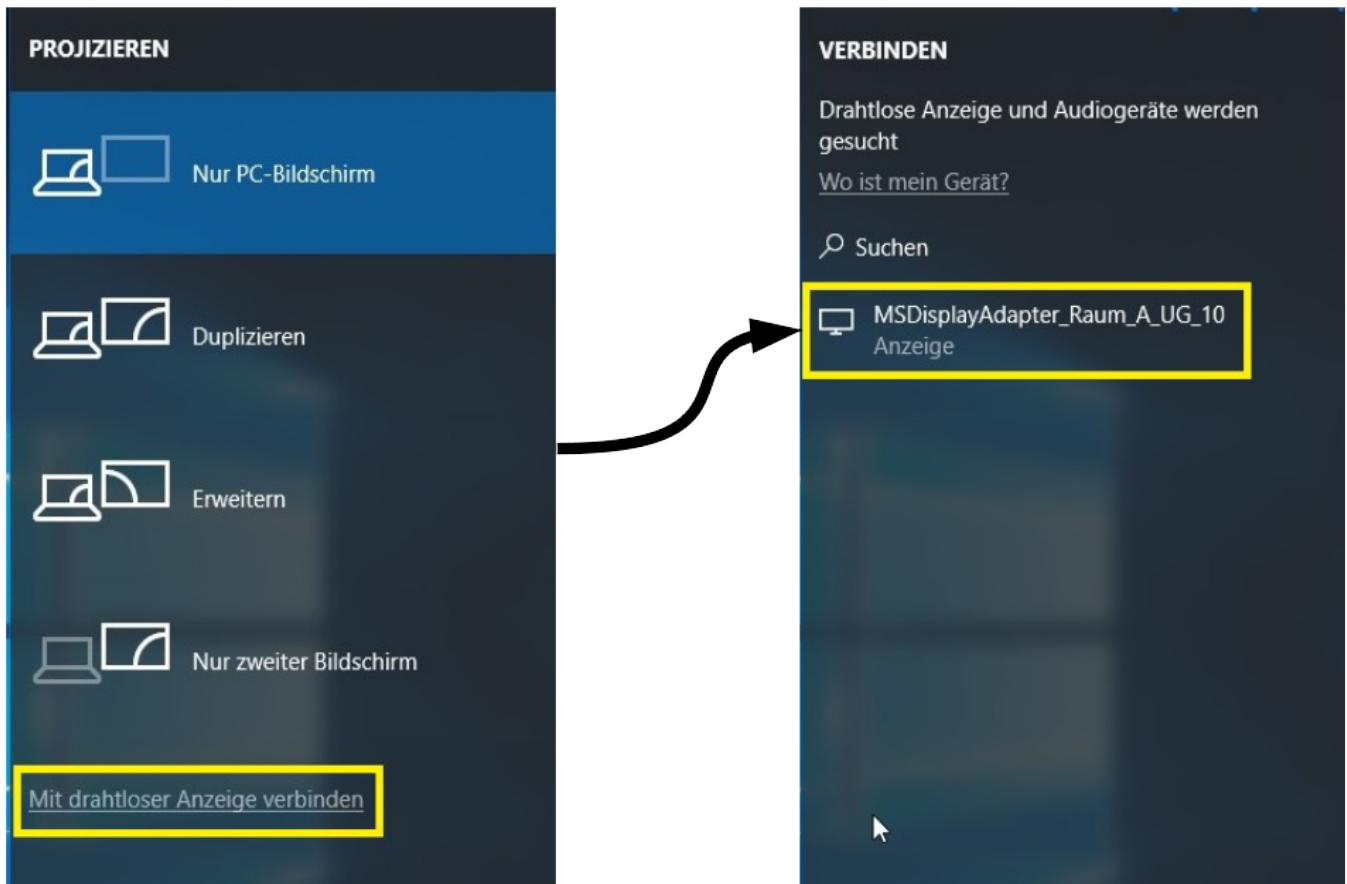 PROJIZIEREN
Nur PC-Bildschirm
Duplizieren
Erweitern
Nur zweiter Bildschirm
Mit drahtloser Anzeige verbinden
VERBINDEN
Drahtlose Anzeige und Audiogeräte werden
gesucht
Wo ist mein Gerät?
Suchen
MSDisplayAdapter_Raum_A_UG_10
Anzeige